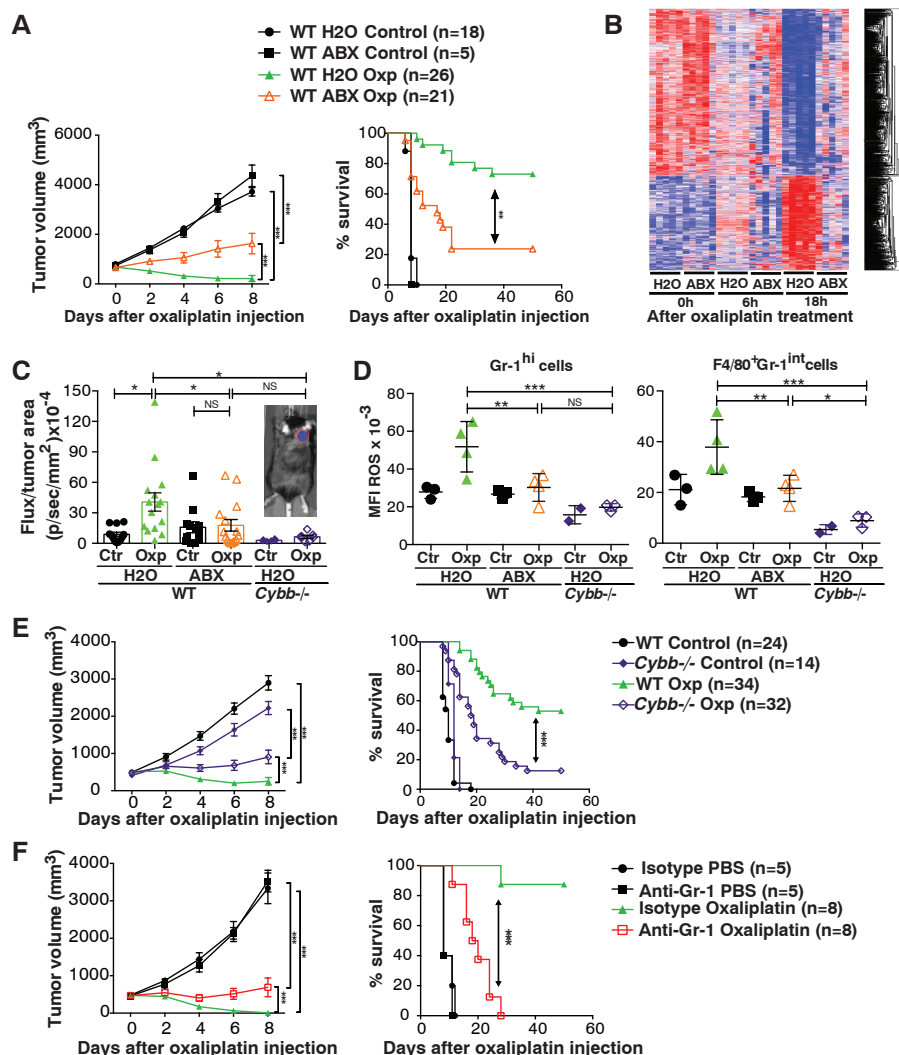 A
WT H2O Control (n=18)
WT ABX Control (n=5)
WT H2O Oxp (n=26)
WT ABX Oxp (n=21)
Tumor volume (mm3)
6000
4000
2000
0
0 2 4 6 8
Days after oxaliplatin injection
***
***
***
***
% survival
100
80
60
40
20
0
0 20 40 60
Days after oxaliplatin injection
**
B
H2O ABX H2O ABX H2O ABX
0h 6h 18h
After oxaliplatin treatment
C
Flux/tumor area
(p/sec/mm2)x10-4
150
120
90
60
30
0
*
* *
NS
NS
Ctr Oxp Ctr Oxp Ctr Oxp
H2O ABX H2O
WT Cybb-/-
D
Gr-1hi cells
MFI ROS x 10-3
80
60
40
20
0
***
** NS
Ctr Oxp Ctr Oxp Ctr Oxp
H2O ABX H2O
WT Cybb-/-
F4/80+Gr-1int cells
60
40
20
0
***
** *
Ctr Oxp Ctr Oxp Ctr Oxp
H2O ABX H2O
WT Cybb-/-
E
Tumor volume (mm3)
4000
3000
2000
1000
0
0 2 4 6 8
Days after oxaliplatin injection
***
***
***
***
% survival
100
80
60
40
20
0
0 20 40 60
Days after oxaliplatin injection
***
WT Control (n=24)
Cybb-/- Control (n=14)
WT Oxp (n=34)
Cybb-/- Oxp (n=32)
F
Tumor volume (mm3)
4000
3000
2000
1000
0
0 2 4 6 8
Days after oxaliplatin injection
***
***
***
% survival
100
80
60
40
20
0
0 20 40 60
Days after oxaliplatin injection
***
Isotype PBS (n=5)
Anti-Gr-1 PBS (n=5)
Isotype Oxaliplatin (n=8)
Anti-Gr-1 Oxaliplatin (n=8)